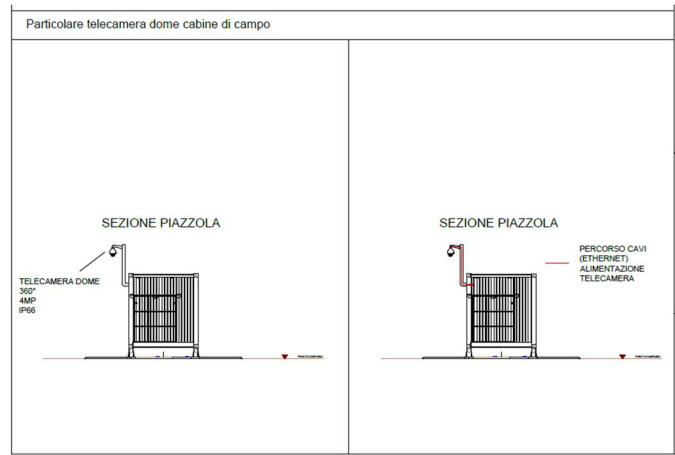 Particolare telecamera dome cabine di campo
SEZIONE PIAZZOLA
TELECAMERA DOME
360°
4MP
IP66
SEZIONE PIAZZOLA
PERCORSO CAVI
(ETHERNET)
ALIMENTAZIONE
TELECAMERA